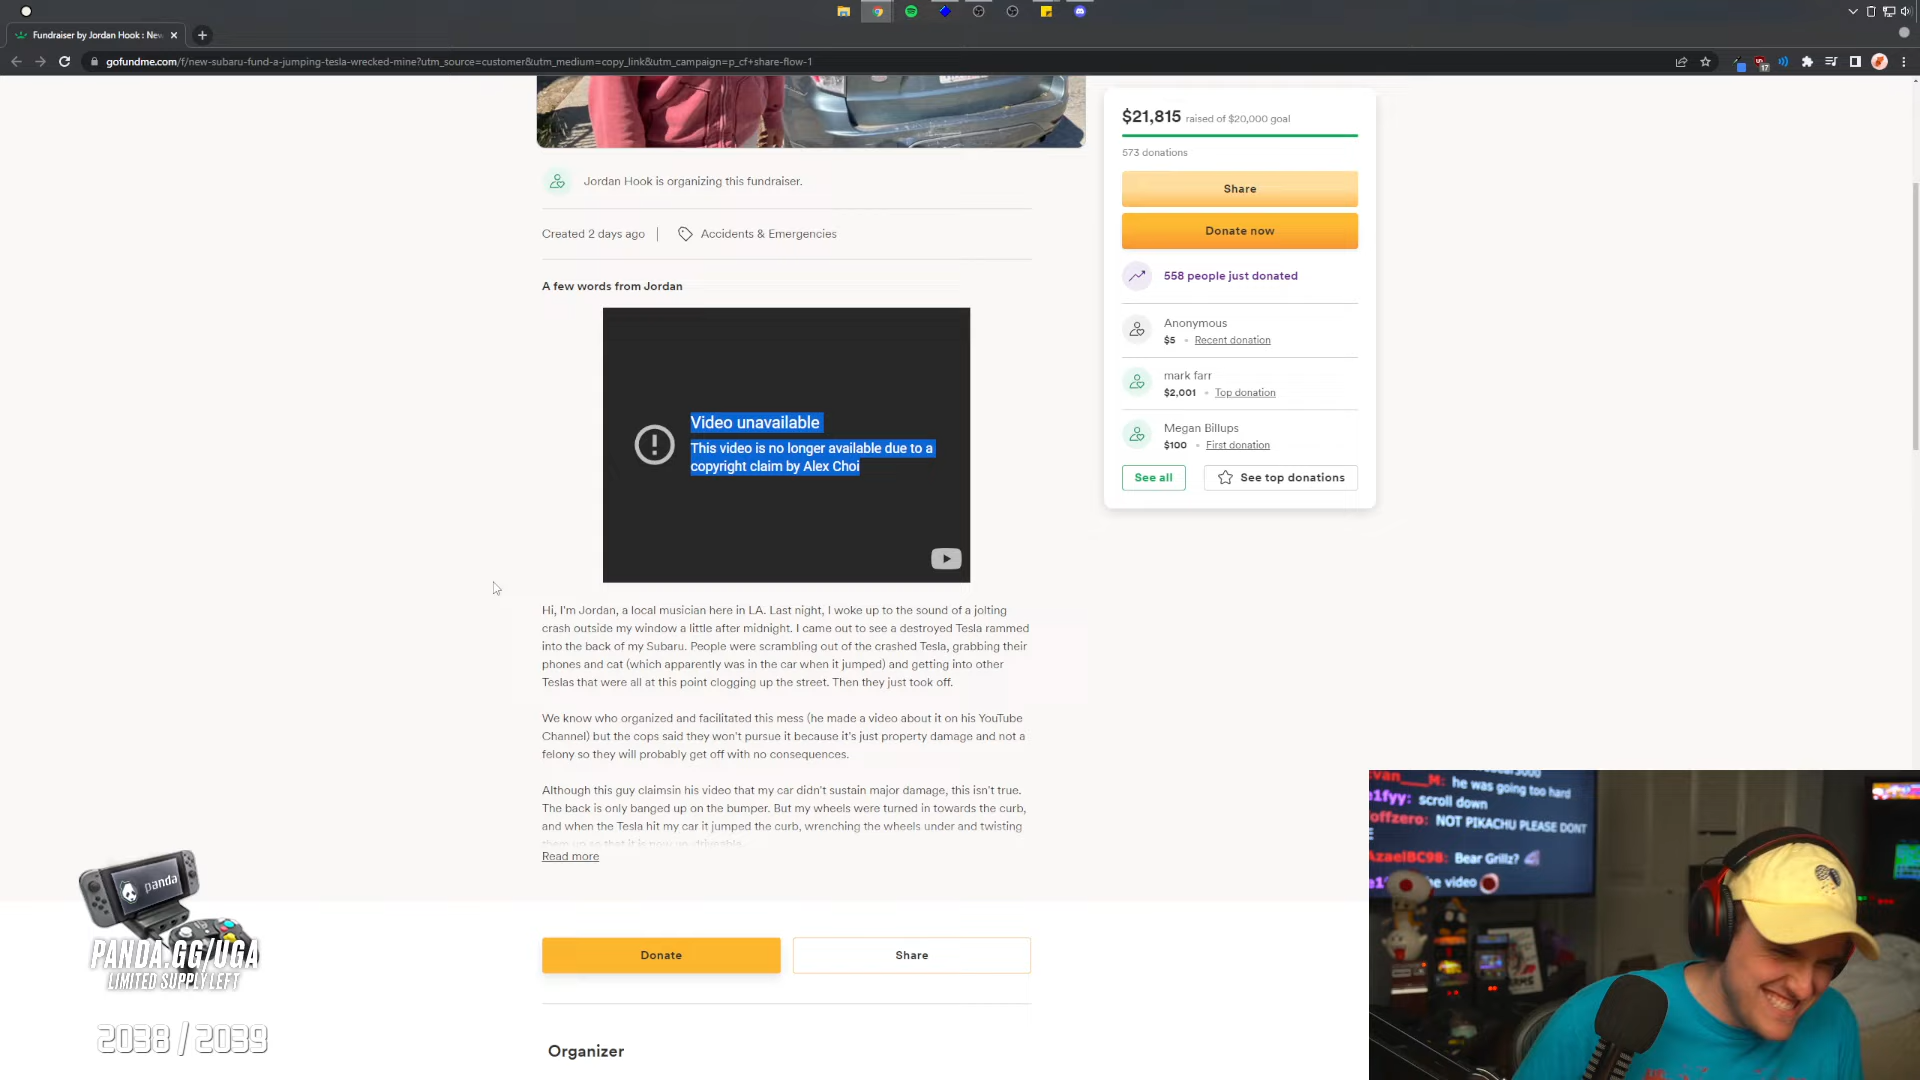 Fundraiser by Jordan Hook : New
gofundme.com/f/new-subaru-fund-a-jumping-tesla-wrecked-mine?utm_source=customer&utm_medium=copy_link&utm_campaign=p_cf+share-flow-1
17
$21,815 raised of $20,000 goal
573 donations
Share
Donate now
558 people just donated
Anonymous
$5 • Recent donation
mark farr
$2,001 • Top donation
Megan Billups
$100 • First donation
See all
See top donations
Jordan Hook is organizing this fundraiser.
Created 2 days ago
Accidents & Emergencies
A few words from Jordan
Video unavailable
This video is no longer available due to a
copyright claim by Alex Choi
Hi, I'm Jordan, a local musician here in LA. Last night, I woke up to the sound of a jolting
crash outside my window a little after midnight. I came out to see a destroyed Tesla rammed
into the back of my Subaru. People were scrambling out of the crashed Tesla, grabbing their
phones and cat (which apparently was in the car when it jumped) and getting into other
Teslas that were all at this point clogging up the street. Then they just took off.
We know who organized and facilitated this mess (he made a video about it on his YouTube
Channel) but the cops said they won't pursue it because it's just property damage and not a
felony so they will probably get off with no consequences.
Although this guy claimsin his video that my car didn't sustain major damage, this isn't true.
The back is only banged up on the bumper. But my wheels were turned in towards the curb,
and when the Tesla hit my car it jumped the curb, wrenching the wheels under and twisting
them up so that it is now un-driveable.
Read more
Donate
Share
Organizer
panda
PANDA.GG/UGA
LIMITED SUPPLY LEFT
2038 / 2039
he was going too hard
scroll down
NOT PIKACHU PLEASE DONT
AzaelBC98: Bear Grillz?
video